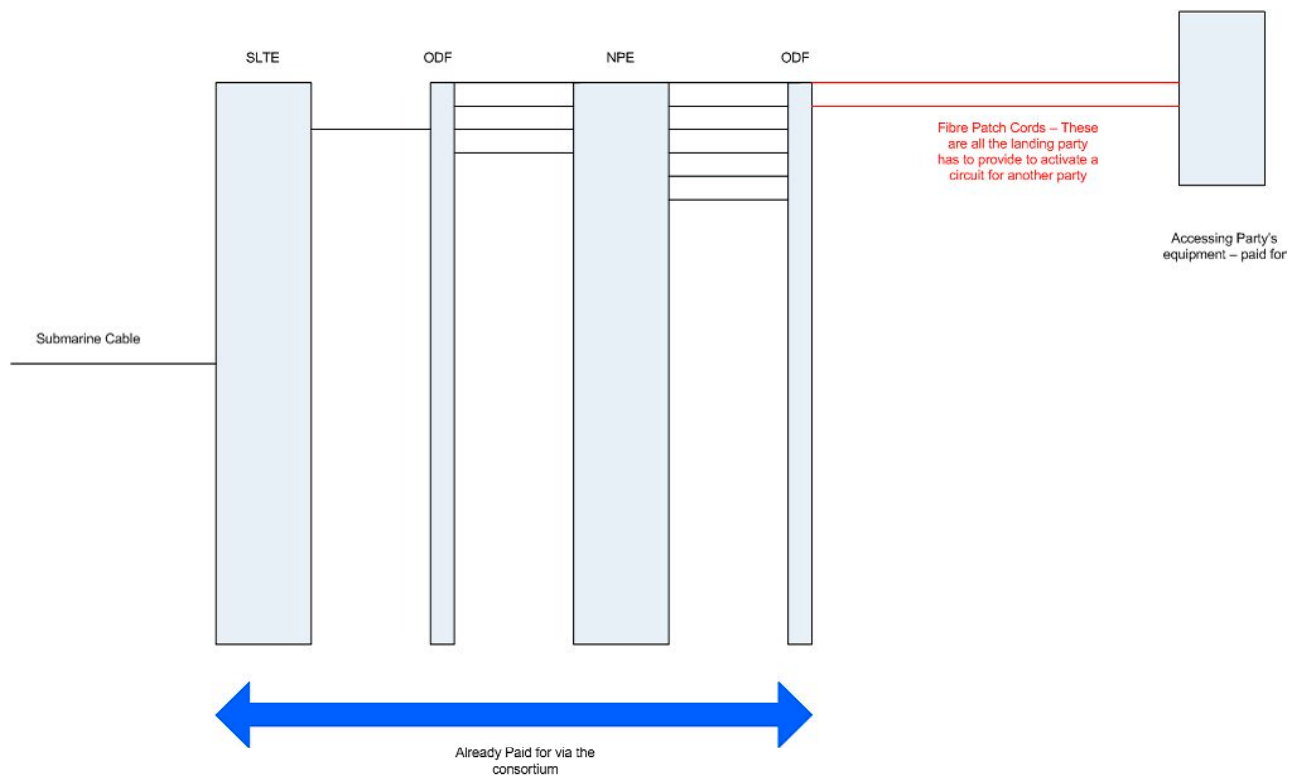 SLTE
ODF
NPE
ODF
Fibre Patch Cords – These
are all the landing party
has to provide to activate a
circuit for another party
Accessing Party's
equipment – paid for
Submarine Cable
Already Paid for via the
consortium